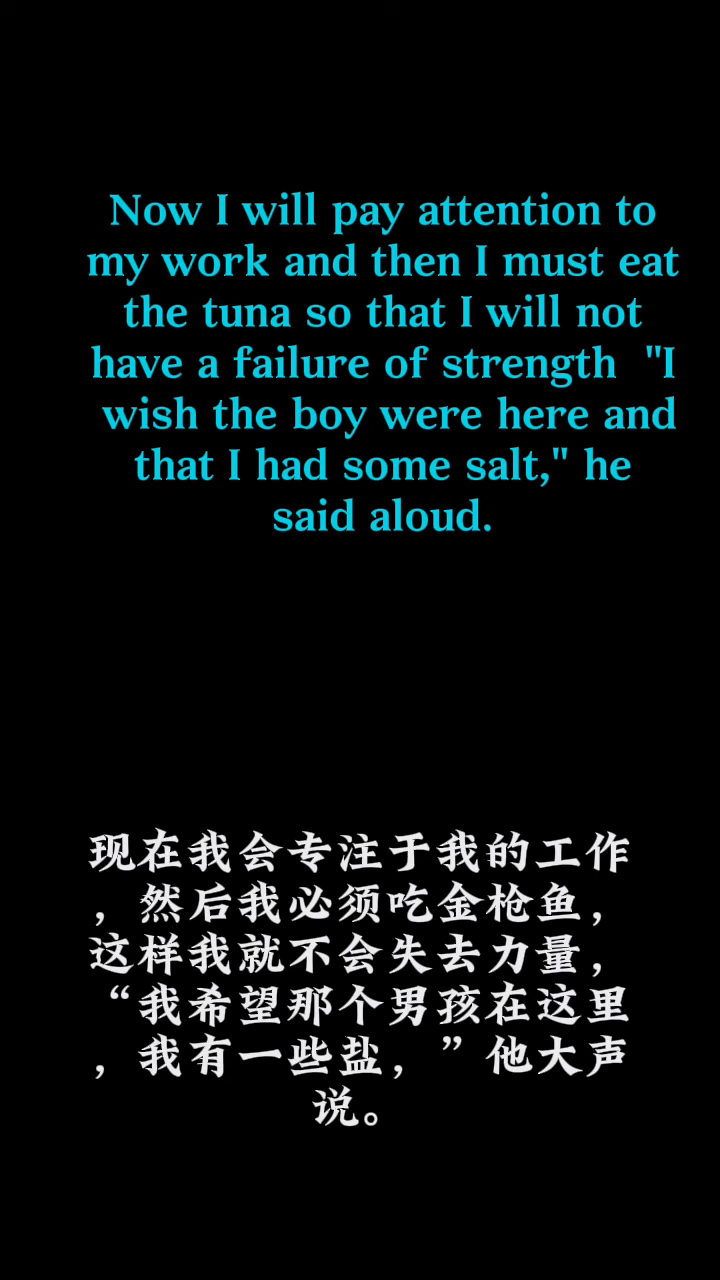 Now I will pay attention to
my work and then I must eat
the tuna so that I will not
have a failure of strength  "I
wish the boy were here and
that I had some salt," he
said aloud.
现在我会专注于我的工作
，然后我必须吃金枪鱼，
这样我就不会失去力量，
“我希望那个男孩在这里
，我有一些盐，”他大声
说。